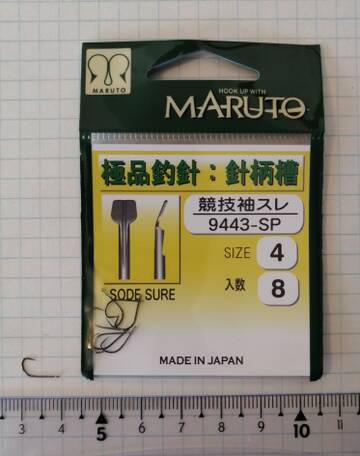 MARUTO
HOOK UP WITH
MARUTO
極品釣針：針柄槽
競技袖スレ
9443-SP
SIZE 4
入数 8
SODE SURE
MADE IN JAPAN
3 4 5 6 7 8 9 10 11